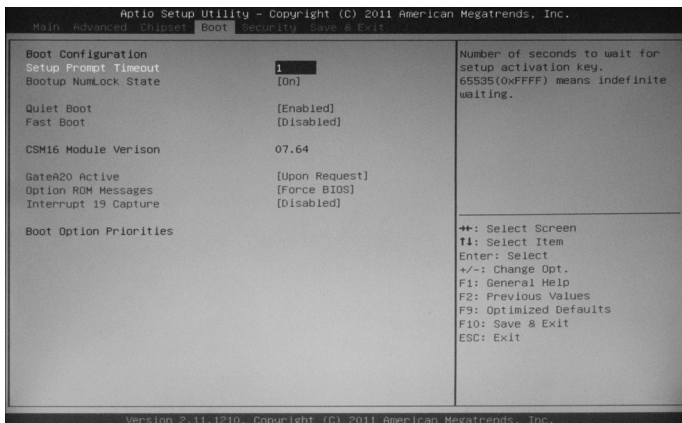 Aptio Setup Utility – Copyright (C) 2011 American Megatrends, Inc.
Main Advanced Chipset Boot Security Save & Exit
Boot Configuration
Setup Prompt Timeout 1
Bootup NumLock State [On]
Quiet Boot [Enabled]
Fast Boot [Disabled]
CSM16 Module Verison 07.64
GateA20 Active [Upon Request]
Option ROM Messages [Force BIOS]
Interrupt 19 Capture [Disabled]
Boot Option Priorities
Number of seconds to wait for
setup activation key.
65535(0xFFFF) means indefinite
waiting.
→←: Select Screen
↑↓: Select Item
Enter: Select
+/-: Change Opt.
F1: General Help
F2: Previous Values
F9: Optimized Defaults
F10: Save & Exit
ESC: Exit
Version 2.11.1210. Copyright (C) 2011 American Megatrends, Inc.